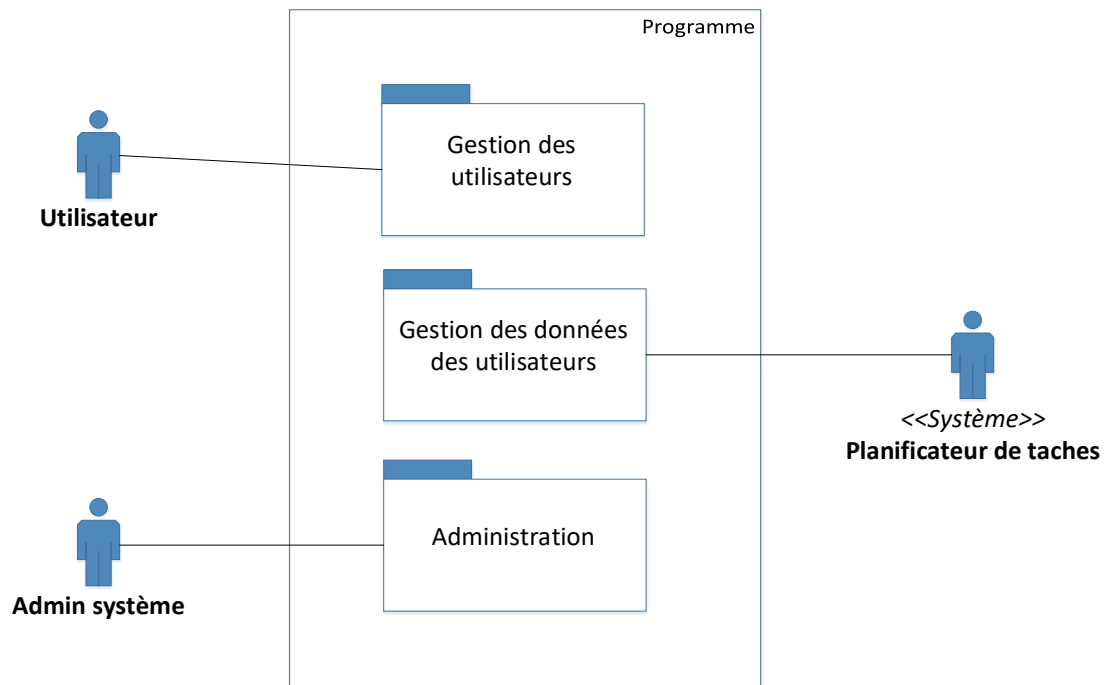 Programme
Gestion des
utilisateurs
Utilisateur
Gestion des données
des utilisateurs
<<Système>>
Planificateur de taches
Administration
Admin système